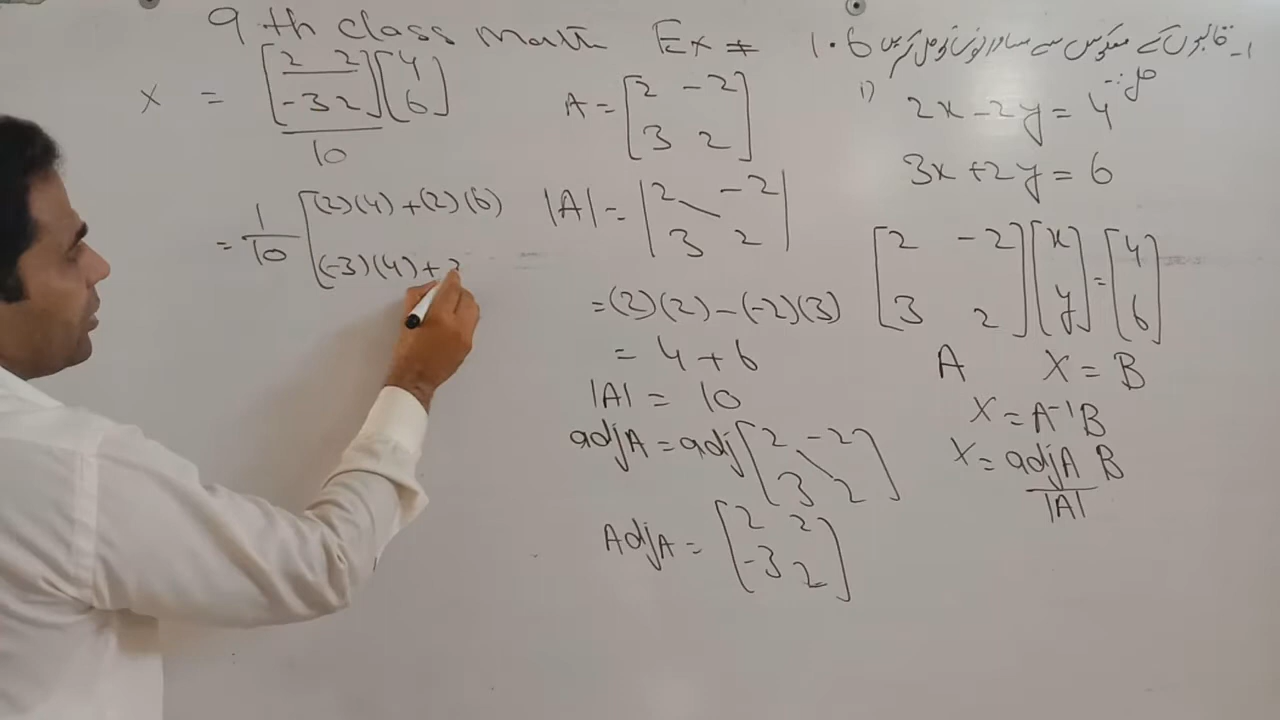 9th class math Ex # 1.6
1- قالبوں کے معکوس سے مساواتوں کو حل کریں
حل:-
i) 2x - 2y = 4
3x + 2y = 6
[2 -2
3 2] [x
y] = [4
6]
A X = B
X = A⁻¹B
X = adjA B
|A|
A = [2 -2
3 2]
|A| = |2 -2
3 2|
= (2)(2) - (-2)(3)
= 4 + 6
|A| = 10
adjA = adj [2 -2
3 2]
AdjA = [2 2
-3 2]
x = [2 2
-3 2] [4
6]
10
= 1/10 [(2)(4) + (2)(6)
(-3)(4) + 2